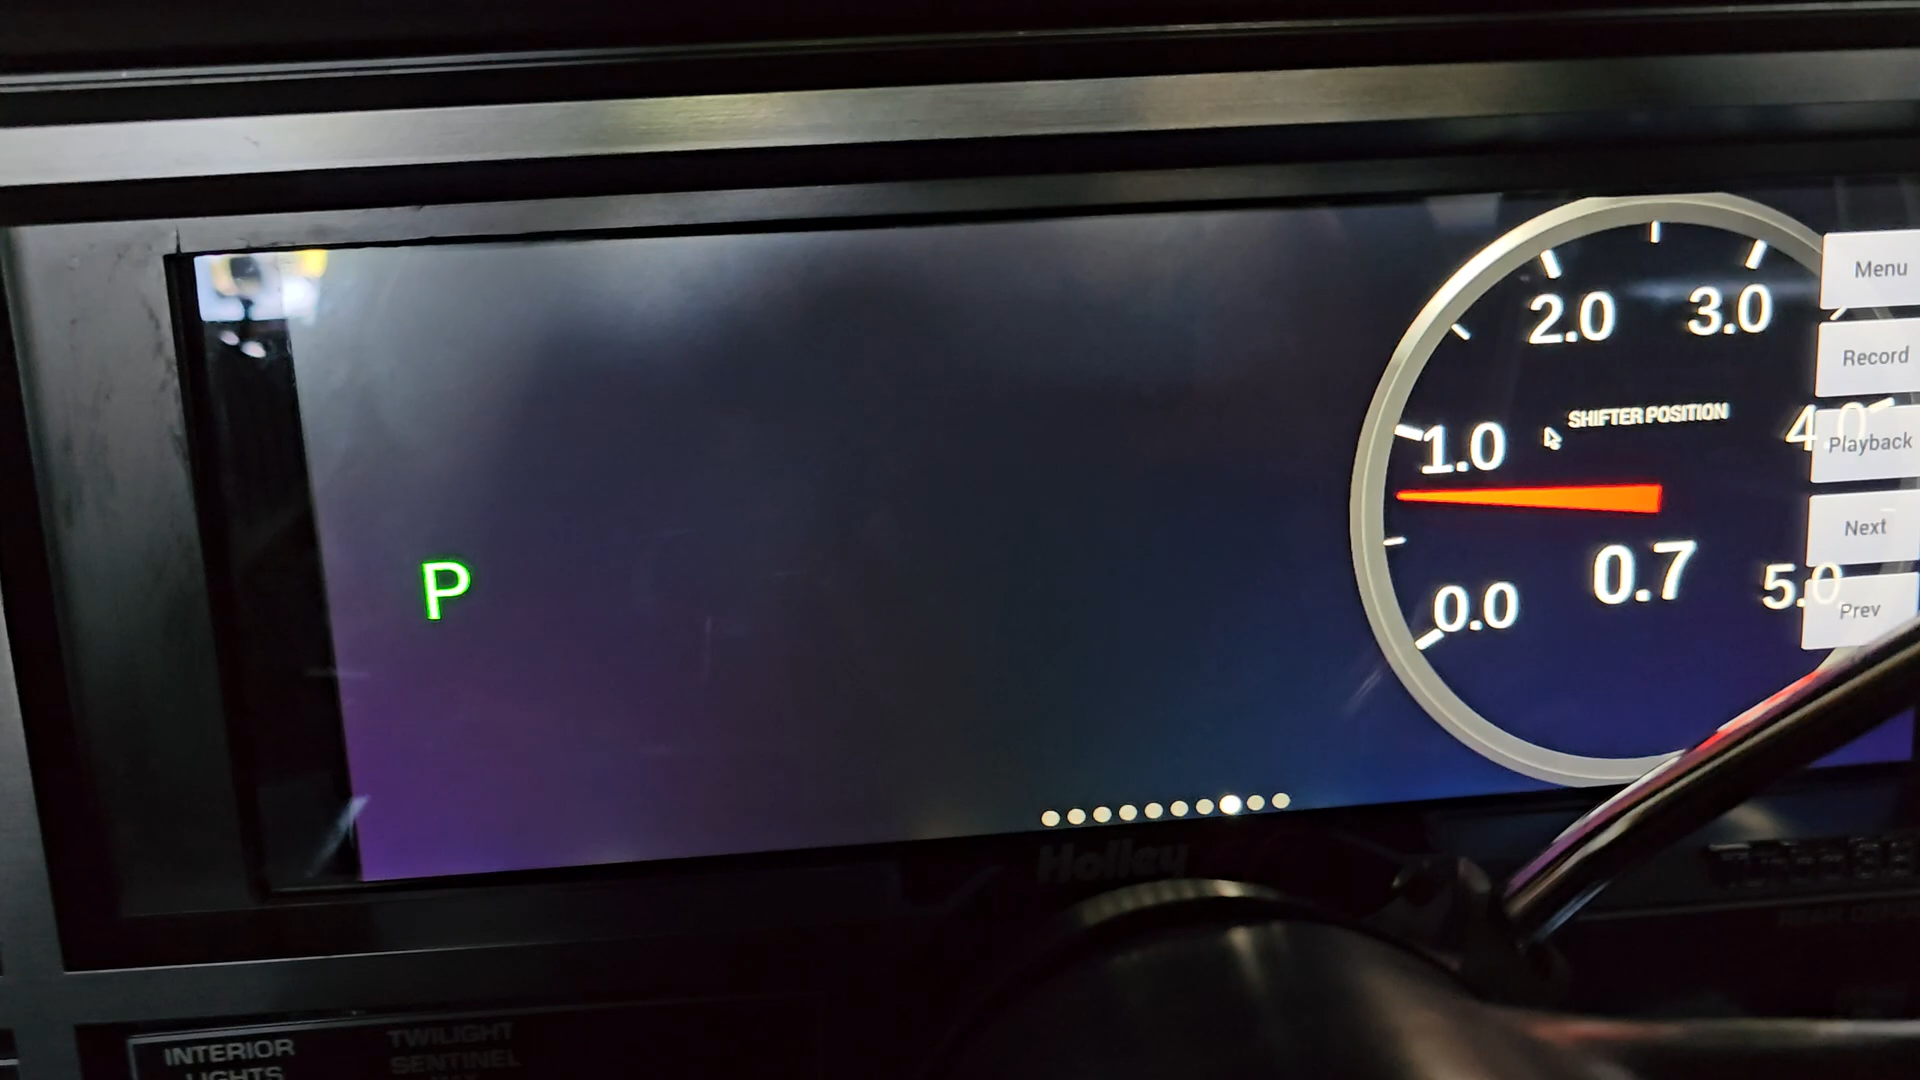 2.0
3.0
SHIFTER POSITION
1.0
4.0
0.7
0.0
5.0
Menu
Record
Playback
Next
Prev
P
Holley
INTERIOR
LIGHTS
TWILIGHT
SENTINEL